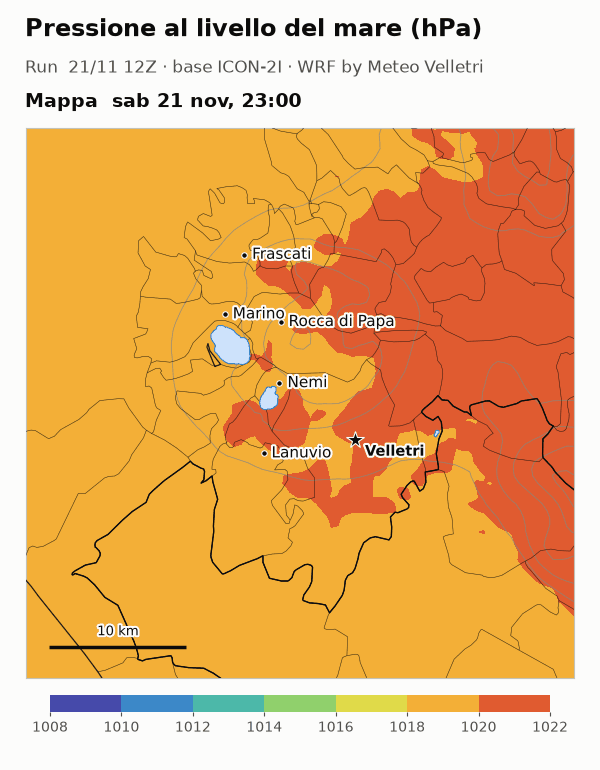 Pressione al livello del mare (hPa)
Run  21/11 12Z · base ICON-2I · WRF by Meteo Velletri
Mappa  sab 21 nov, 23:00
Frascati
Marino
Rocca di Papa
Nemi
Velletri
Lanuvio
10 km
1008 1010 1012 1014 1016 1018 1020 1022